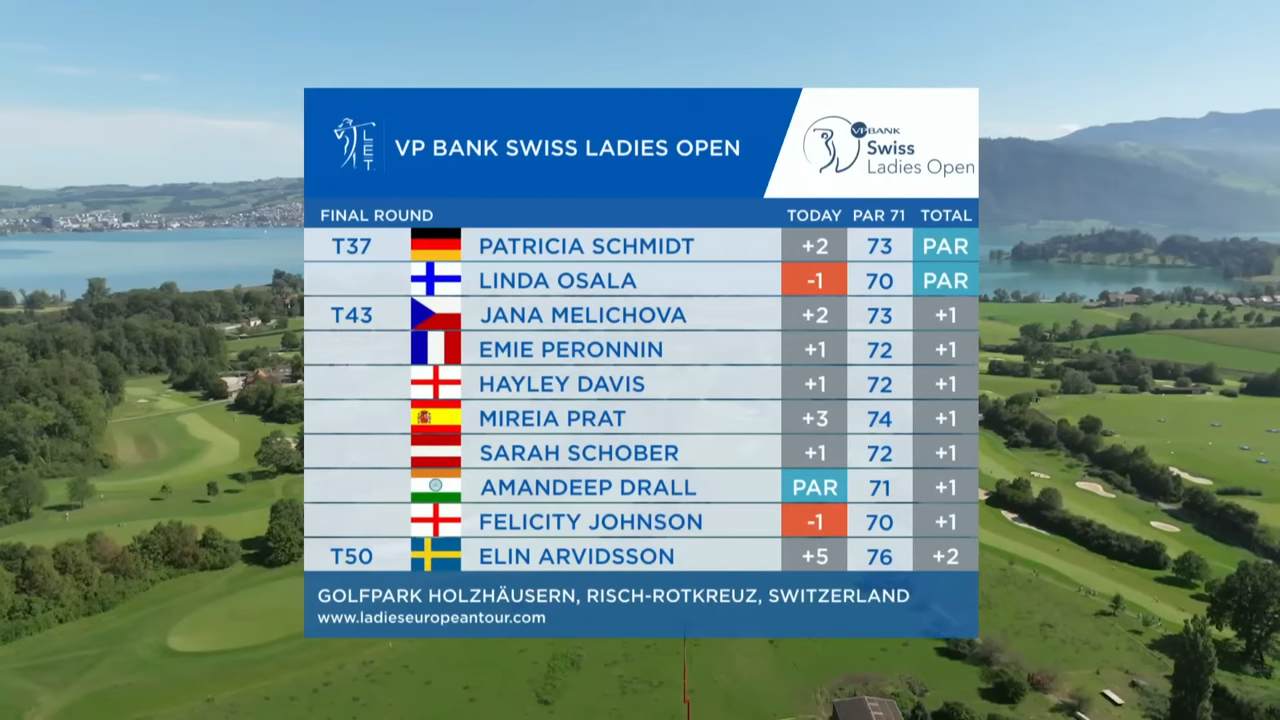 LET
VP BANK SWISS LADIES OPEN
VP BANK
Swiss
Ladies Open
FINAL ROUND TODAY PAR 71 TOTAL
T37 PATRICIA SCHMIDT +2 73 PAR
LINDA OSALA -1 70 PAR
T43 JANA MELICHOVA +2 73 +1
EMIE PERONNIN +1 72 +1
HAYLEY DAVIS +1 72 +1
MIREIA PRAT +3 74 +1
SARAH SCHOBER +1 72 +1
AMANDEEP DRALL PAR 71 +1
FELICITY JOHNSON -1 70 +1
T50 ELIN ARVIDSSON +5 76 +2
GOLFPARK HOLZHÄUSERN, RISCH-ROTKREUZ, SWITZERLAND
www.ladieseuropeantour.com